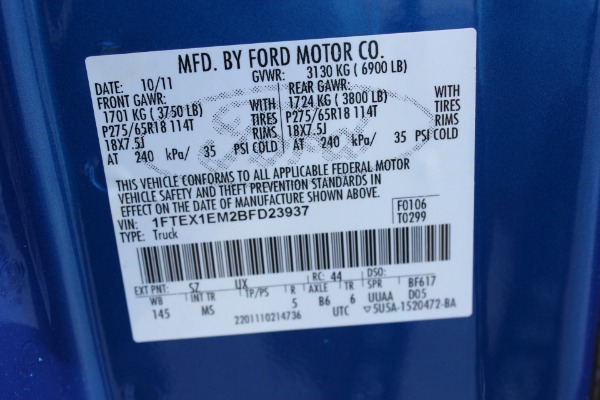 MFD. BY FORD MOTOR CO.
DATE: 10/11 GVWR: 3130 KG ( 6900 LB)
FRONT GAWR: REAR GAWR:
1701 KG ( 3750 LB) WITH 1724 KG ( 3800 LB) WITH
P275/65R18 114T TIRES P275/65R18 114T TIRES
18X7.5J RIMS 18X7.5J RIMS
AT 240 kPa/ 35 PSI COLD AT 240 kPa/ 35 PSI COLD
Ford
THIS VEHICLE CONFORMS TO ALL APPLICABLE FEDERAL MOTOR
VEHICLE SAFETY AND THEFT PREVENTION STANDARDS IN
EFFECT ON THE DATE OF MANUFACTURE SHOWN ABOVE.
VIN: 1FTEX1EM2BFD23937 F0106
TYPE: Truck T0299
EXT PNT: SZ UX RC: 44 DSO:
WB INT TR TP/PS R AXLE TR SPR BF617
145 MS 5 B6 6 UUAA D05
2201110214736 UTC 5USA-1520472-BA